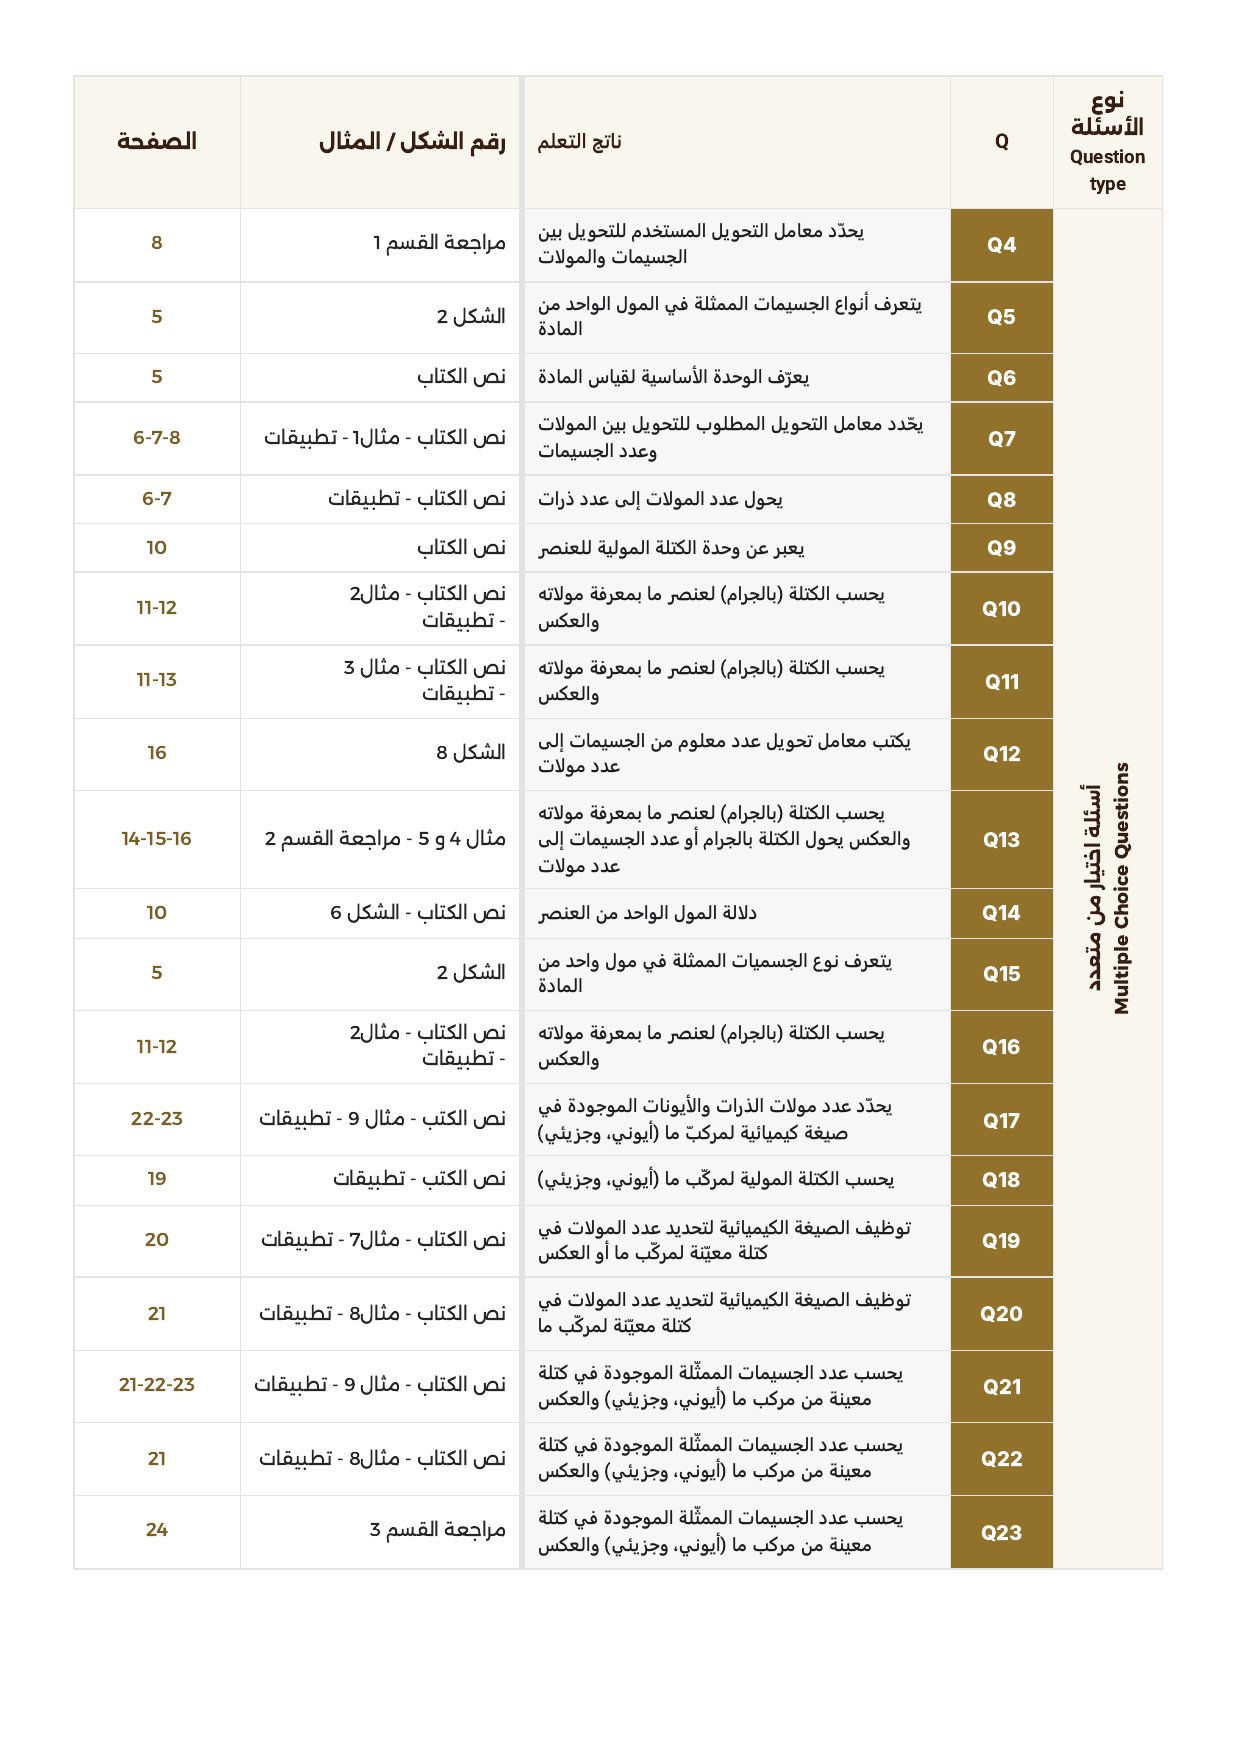 نوع
الأسئلة
Question
type
Q
ناتج التعلم
رقم الشكل / المثال
الصفحة
أسئلة اختيار من متعدد
Multiple Choice Questions
Q4
يحدّد معامل التحويل المستخدم للتحويل بين
الجسيمات والمولات
مراجعة القسم 1
8
Q5
يتعرف أنواع الجسيمات الممثلة في المول الواحد من
المادة
الشكل 2
5
Q6
يعرّف الوحدة الأساسية لقياس المادة
نص الكتاب
5
Q7
يحّدد معامل التحويل المطلوب للتحويل بين المولات
وعدد الجسيمات
نص الكتاب - مثال1 - تطبيقات
6-7-8
Q8
يحول عدد المولات إلى عدد ذرات
نص الكتاب - تطبيقات
6-7
Q9
يعبر عن وحدة الكتلة المولية للعنصر
نص الكتاب
10
Q10
يحسب الكتلة (بالجرام) لعنصر ما بمعرفة مولاته
والعكس
نص الكتاب - مثال2
- تطبيقات
11-12
Q11
يحسب الكتلة (بالجرام) لعنصر ما بمعرفة مولاته
والعكس
نص الكتاب - مثال 3
- تطبيقات
11-13
Q12
يكتب معامل تحويل عدد معلوم من الجسيمات إلى
عدد مولات
الشكل 8
16
Q13
يحسب الكتلة (بالجرام) لعنصر ما بمعرفة مولاته
والعكس يحول الكتلة بالجرام أو عدد الجسيمات إلى
عدد مولات
مثال 4 و 5 - مراجعة القسم 2
14-15-16
Q14
دلالة المول الواحد من العنصر
نص الكتاب - الشكل 6
10
Q15
يتعرف نوع الجسميات الممثلة في مول واحد من
المادة
الشكل 2
5
Q16
يحسب الكتلة (بالجرام) لعنصر ما بمعرفة مولاته
والعكس
نص الكتاب - مثال2
- تطبيقات
11-12
Q17
يحدّد عدد مولات الذرات والأيونات الموجودة في
صيغة كيميائية لمركبّ ما (أيوني، وجزيئي)
نص الكتب - مثال 9 - تطبيقات
22-23
Q18
يحسب الكتلة المولية لمركّب ما (أيوني، وجزيئي)
نص الكتب - تطبيقات
19
Q19
توظيف الصيغة الكيميائية لتحديد عدد المولات في
كتلة معيّنة لمركّب ما أو العكس
نص الكتاب - مثال7 - تطبيقات
20
Q20
توظيف الصيغة الكيميائية لتحديد عدد المولات في
كتلة معيّنة لمركّب ما
نص الكتاب - مثال8 - تطبيقات
21
Q21
يحسب عدد الجسيمات الممثّلة الموجودة في كتلة
معينة من مركب ما (أيوني، وجزيئي) والعكس
نص الكتاب - مثال 9 - تطبيقات
21-22-23
Q22
يحسب عدد الجسيمات الممثّلة الموجودة في كتلة
معينة من مركب ما (أيوني، وجزيئي) والعكس
نص الكتاب - مثال8 - تطبيقات
21
Q23
يحسب عدد الجسيمات الممثّلة الموجودة في كتلة
معينة من مركب ما (أيوني، وجزيئي) والعكس
مراجعة القسم 3
24